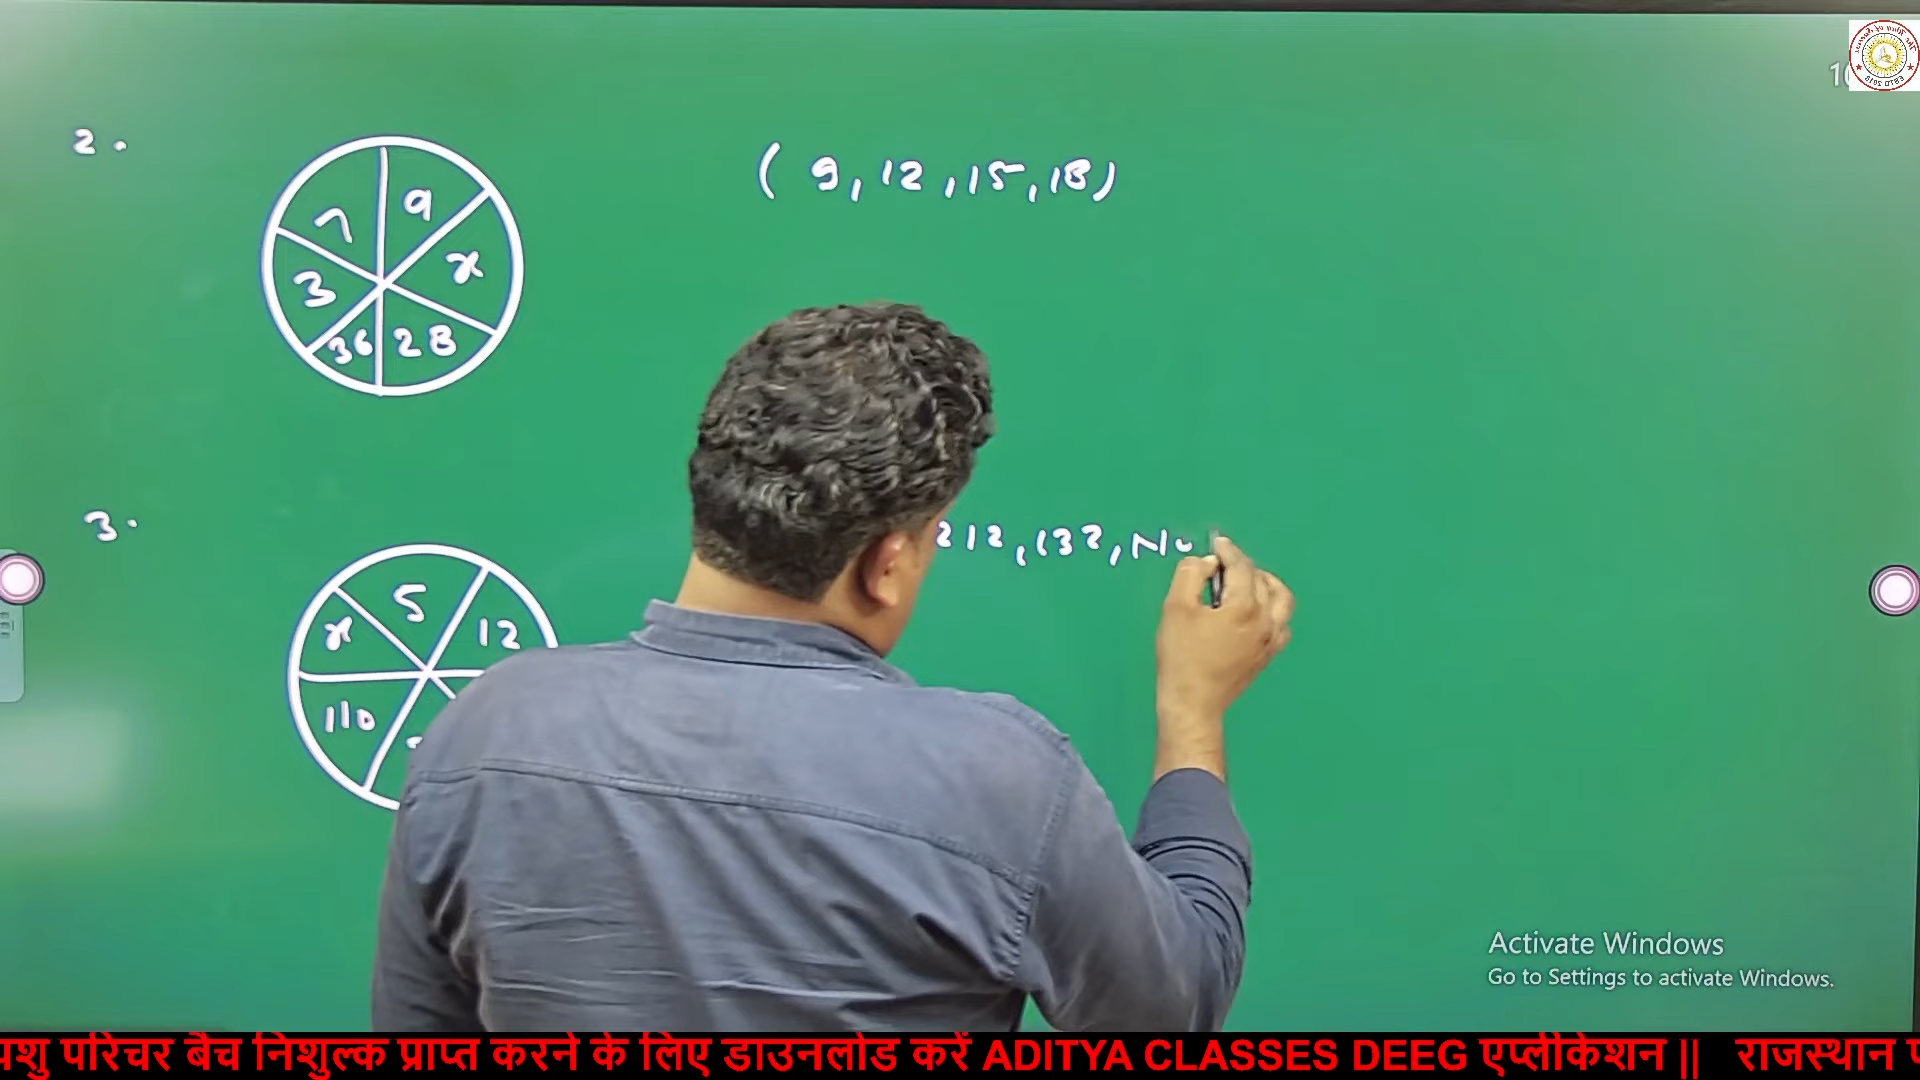 2.
( 9, 12, 15, 18)
7
9
3
x
36
28
3.
212, 132, No
5
x
12
110
Activate Windows
Go to Settings to activate Windows.
पशु परिचर बैच निशुल्क प्राप्त करने के लिए डाउनलोड करें ADITYA CLASSES DEEG एप्लीकेशन || राजस्थान